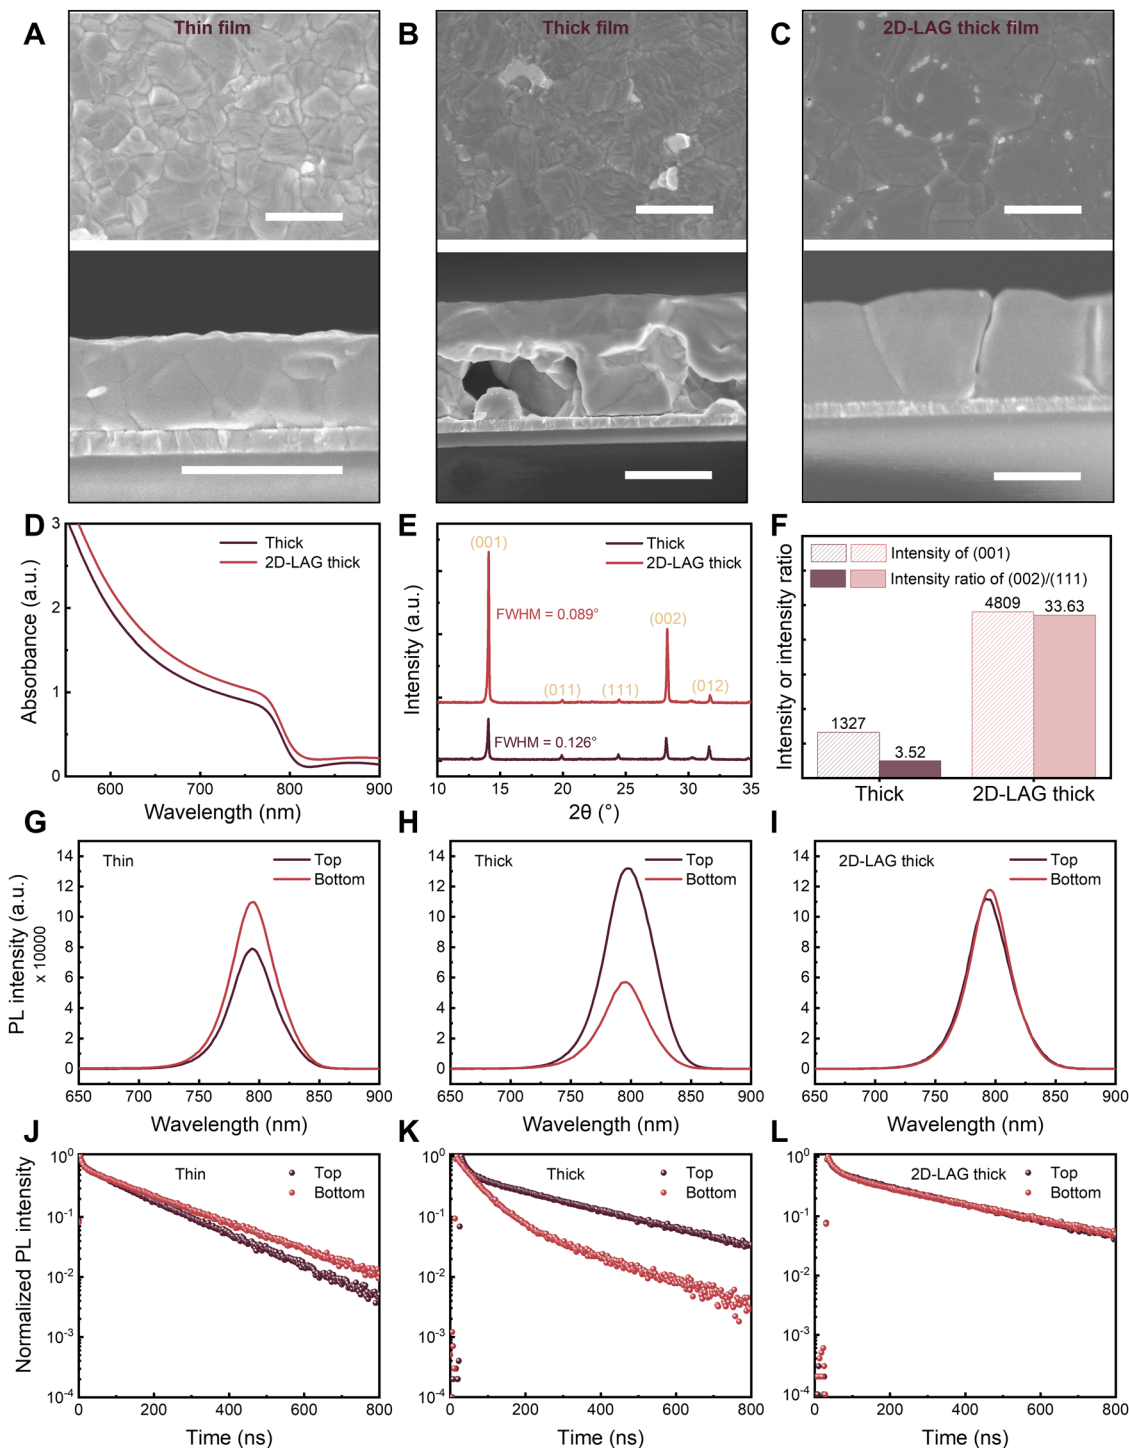 A
Thin film
B
Thick film
C
2D-LAG thick film
D
Absorbance (a.u.)
3
2
1
0
Thick
2D-LAG thick
600
700
800
900
Wavelength (nm)
E
Intensity (a.u.)
(001)
Thick
2D-LAG thick
FWHM = 0.089°
(002)
(011)
(111)
(012)
FWHM = 0.126°
10
15
20
25
30
35
2θ (°)
F
Intensity or intensity ratio
Intensity of (001)
Intensity ratio of (002)/(111)
4809
33.63
1327
3.52
Thick
2D-LAG thick
G
PL intensity (a.u.)
x 10000
14
12
10
8
6
4
2
0
Thin
Top
Bottom
650
700
750
800
850
900
Wavelength (nm)
H
14
12
10
8
6
4
2
0
Thick
Top
Bottom
650
700
750
800
850
900
Wavelength (nm)
I
14
12
10
8
6
4
2
0
2D-LAG thick
Top
Bottom
650
700
750
800
850
900
Wavelength (nm)
J
Normalized PL intensity
10⁰
10⁻¹
10⁻²
10⁻³
10⁻⁴
Thin
Top
Bottom
0
200
400
600
800
Time (ns)
K
10⁰
10⁻¹
10⁻²
10⁻³
10⁻⁴
Thick
Top
Bottom
0
200
400
600
800
Time (ns)
L
10⁰
10⁻¹
10⁻²
10⁻³
10⁻⁴
2D-LAG thick
Top
Bottom
0
200
400
600
800
Time (ns)